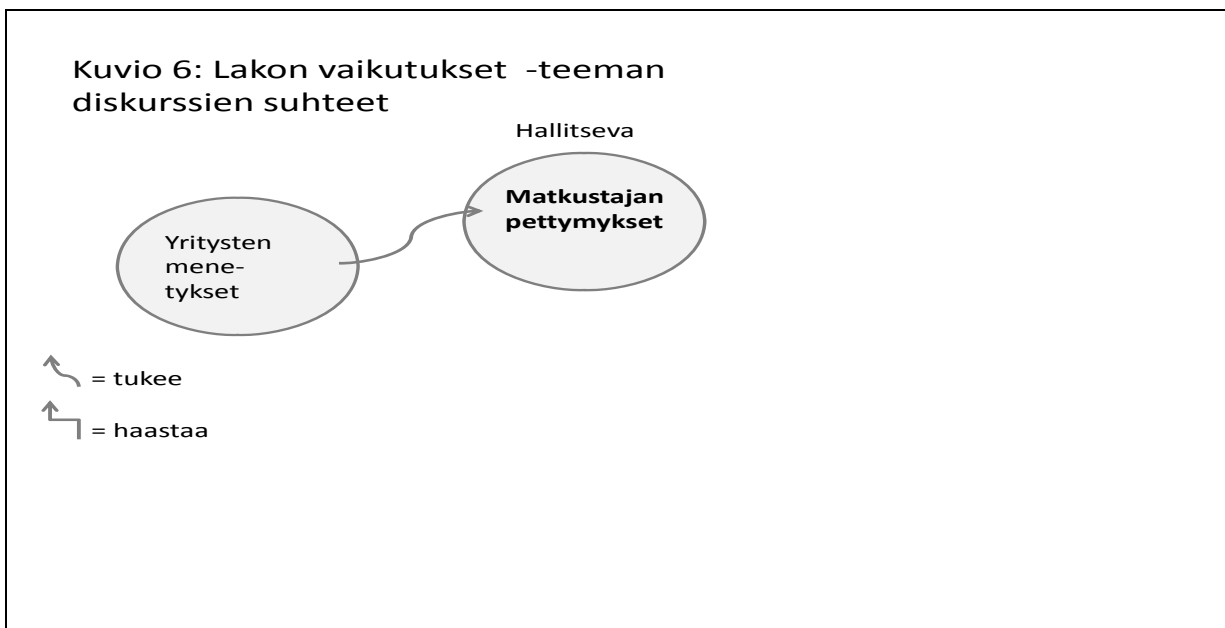 Kuvio 6: Lakon vaikutukset -teeman
diskurssien suhteet
Hallitseva
Matkustajan
pettymykset
Yritysten
mene-
tykset
= tukee
= haastaa